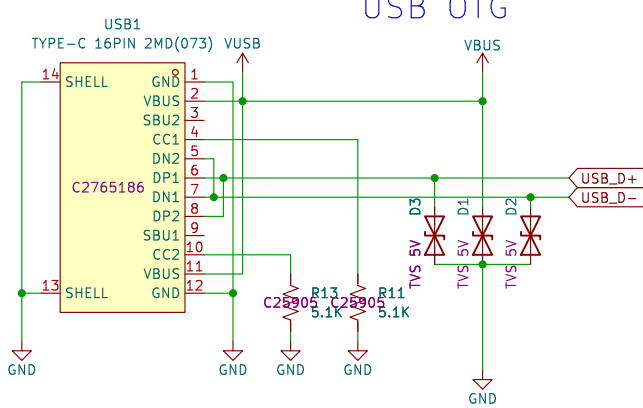 USB OTG
USB1
TYPE-C 16PIN 2MD(073)
VUSB
VBUS
14 SHELL GND 1
VBUS 2
SBU2 3
CC1 4
DN2 5
DP1 6
C2765186
DN1 7
DP2 8
SBU1 9
CC2 10
VBUS 11
13 SHELL GND 12
USB_D+
USB_D-
D3 D1 D2
TVS 5V TVS 5V TVS 5V
R13 R11
C25905 C25905
5.1K 5.1K
GND GND GND GND
GND